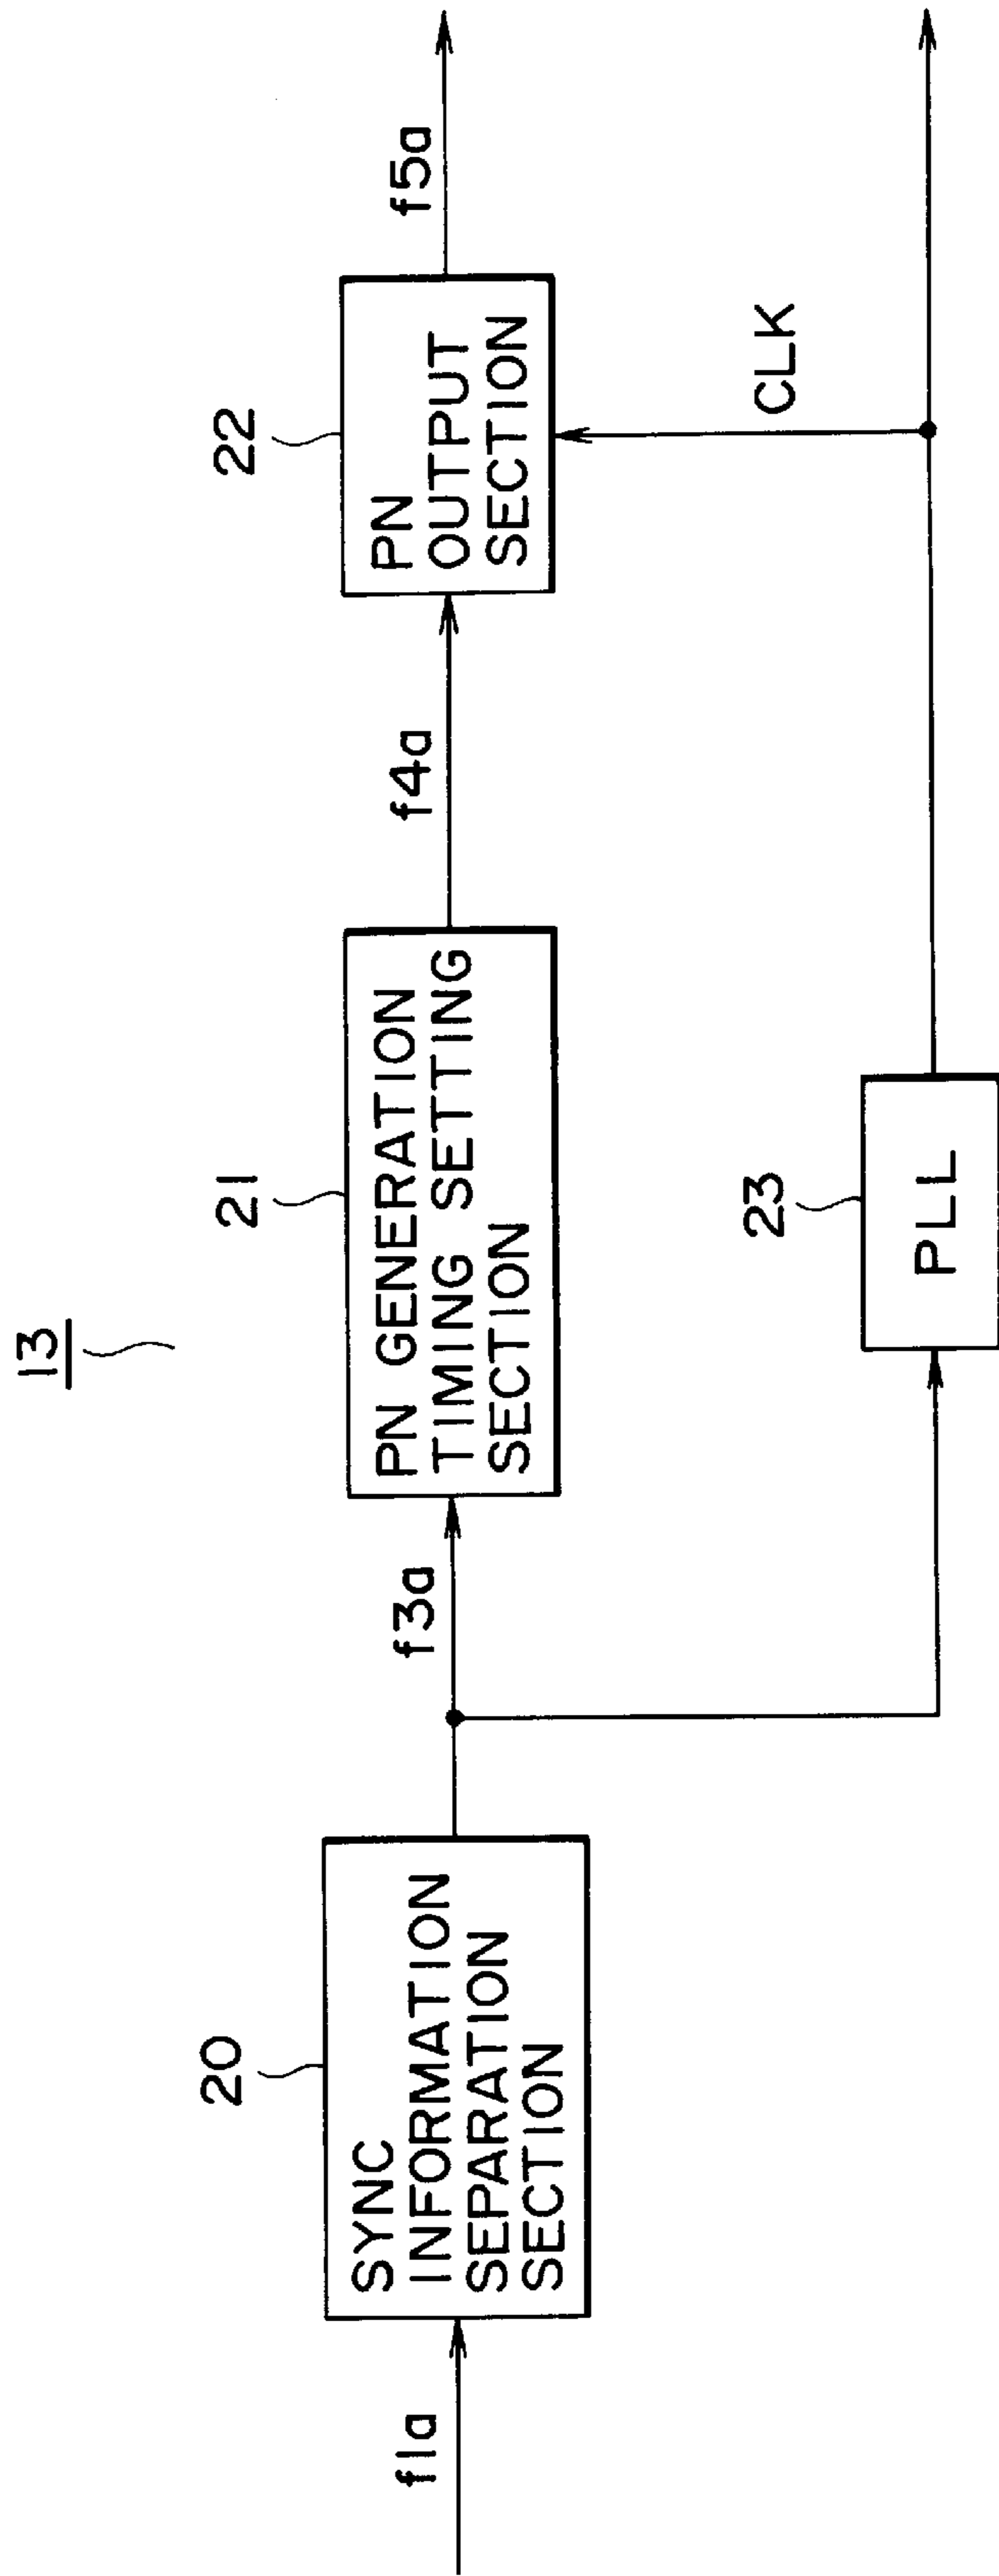 13
f1a
20
SYNC
INFORMATION
SEPARATION
SECTION
f3a
21
PN GENERATION
TIMING SETTING
SECTION
f4a
22
PN
OUTPUT
SECTION
f5a
23
PLL
CLK